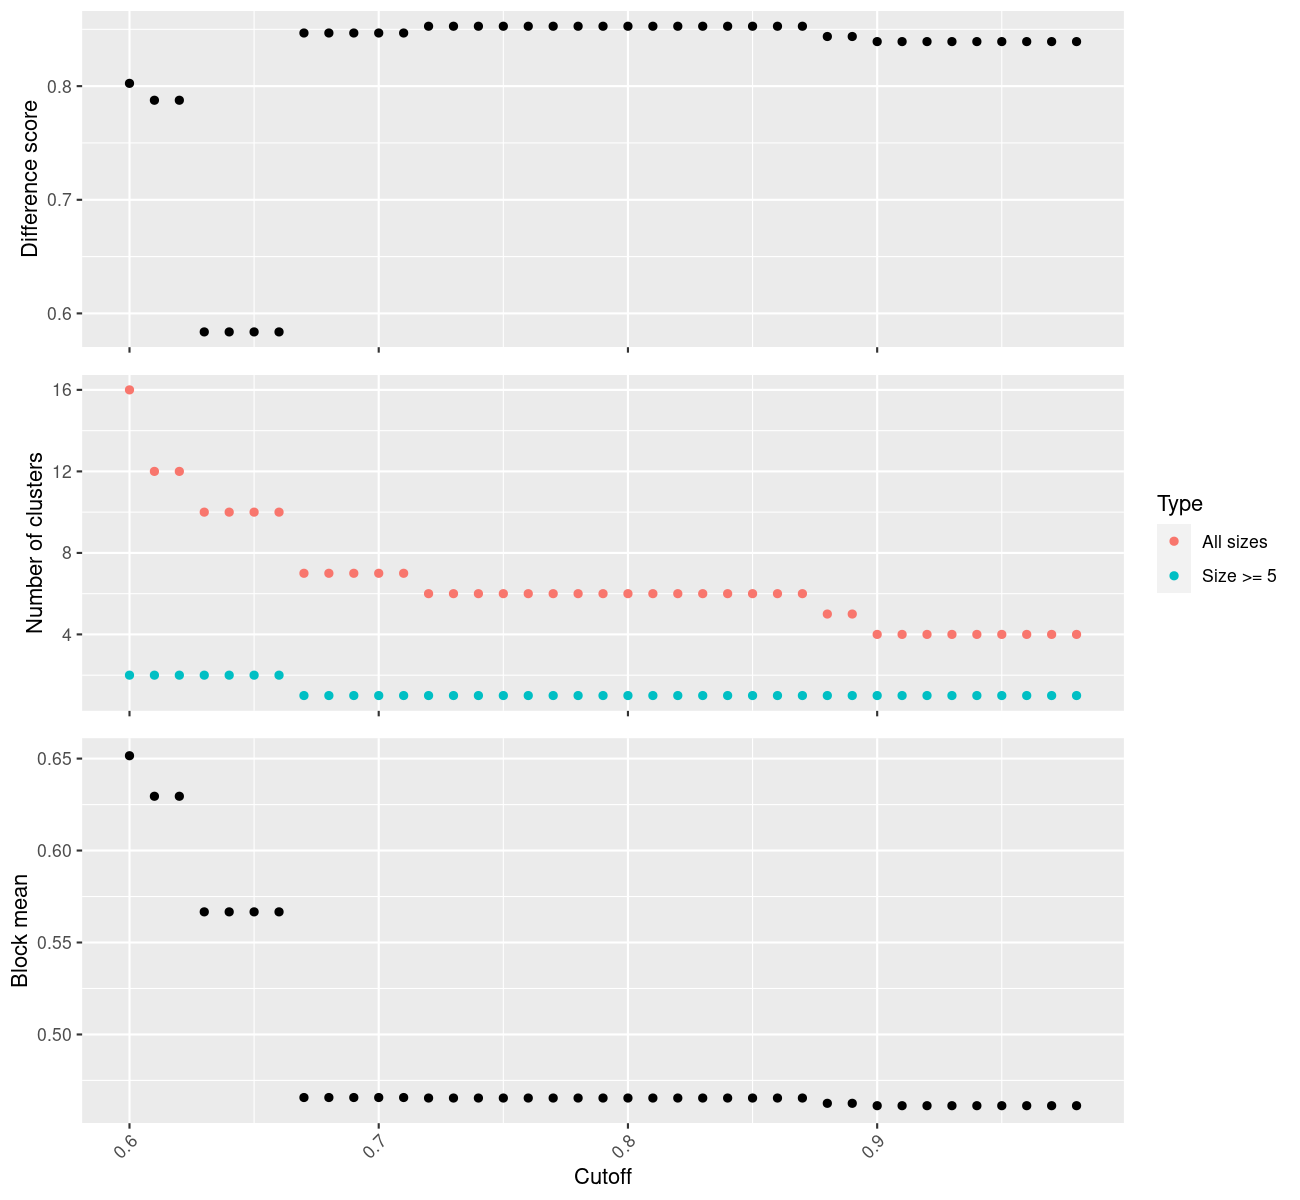 Difference score
0.8
0.7
0.6
Number of clusters
16
12
8
4
Type
All sizes
Size >= 5
Block mean
0.65
0.60
0.55
0.50
0.6
0.7
0.8
0.9
Cutoff